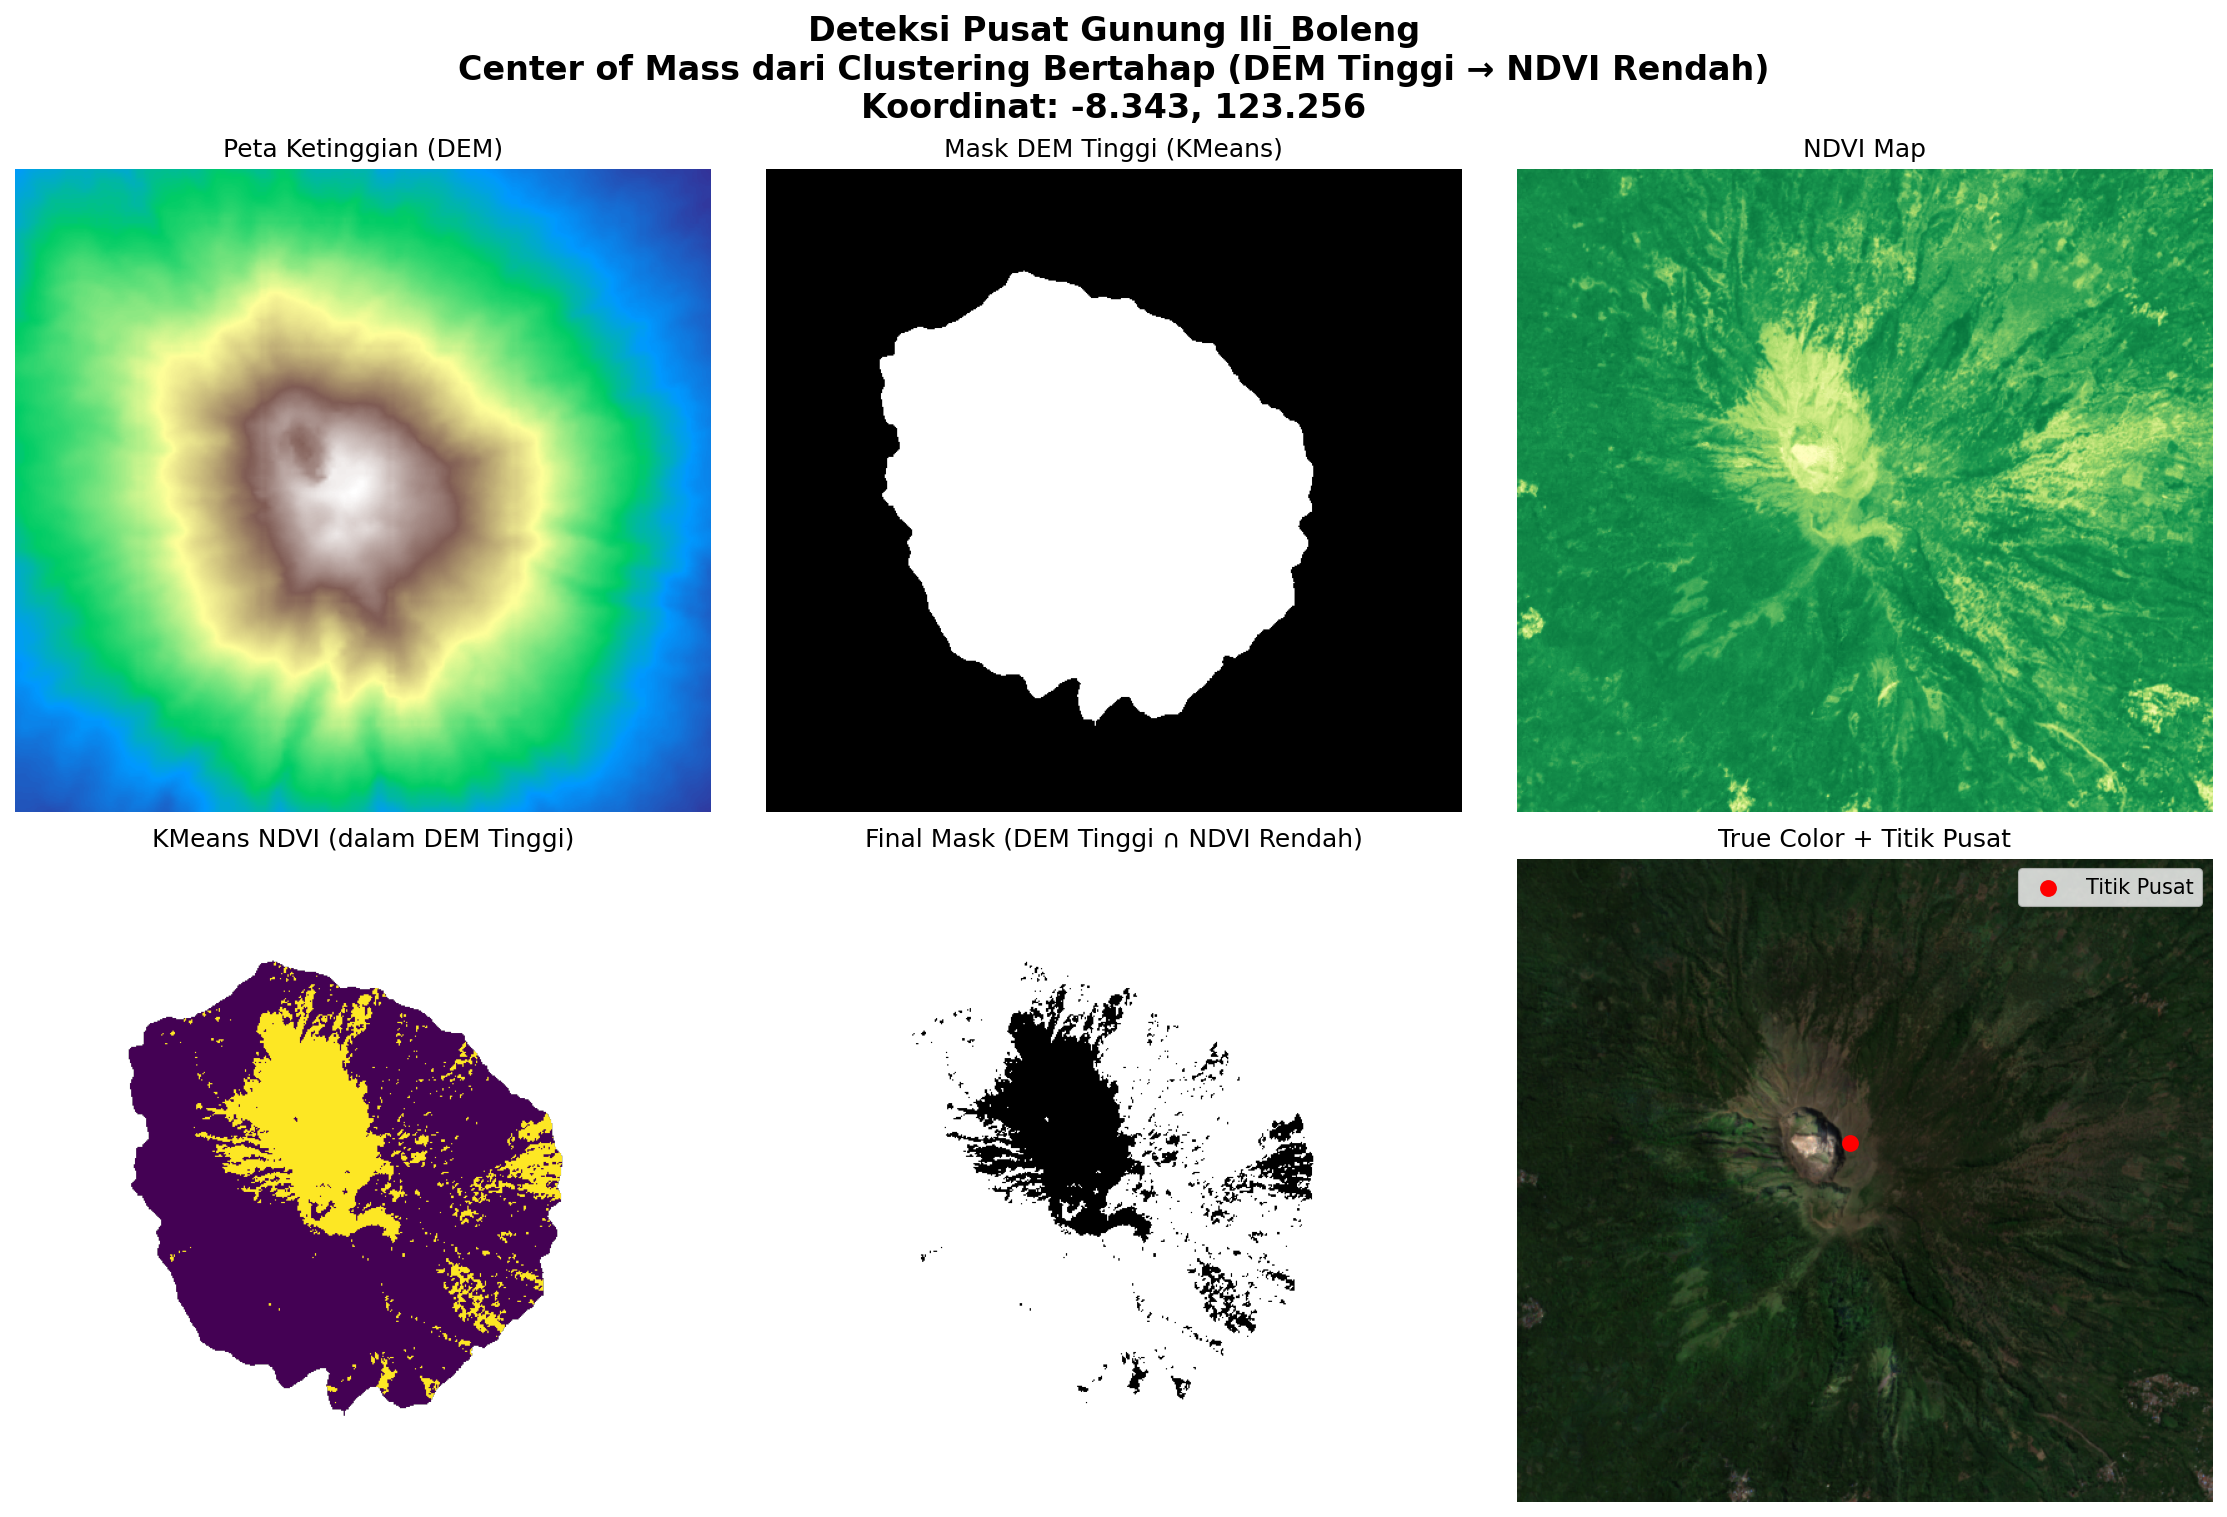 Deteksi Pusat Gunung Ili_Boleng
Center of Mass dari Clustering Bertahap (DEM Tinggi → NDVI Rendah)
Koordinat: -8.343, 123.256
Peta Ketinggian (DEM)
Mask DEM Tinggi (KMeans)
NDVI Map
KMeans NDVI (dalam DEM Tinggi)
Final Mask (DEM Tinggi ∩ NDVI Rendah)
True Color + Titik Pusat
Titik Pusat